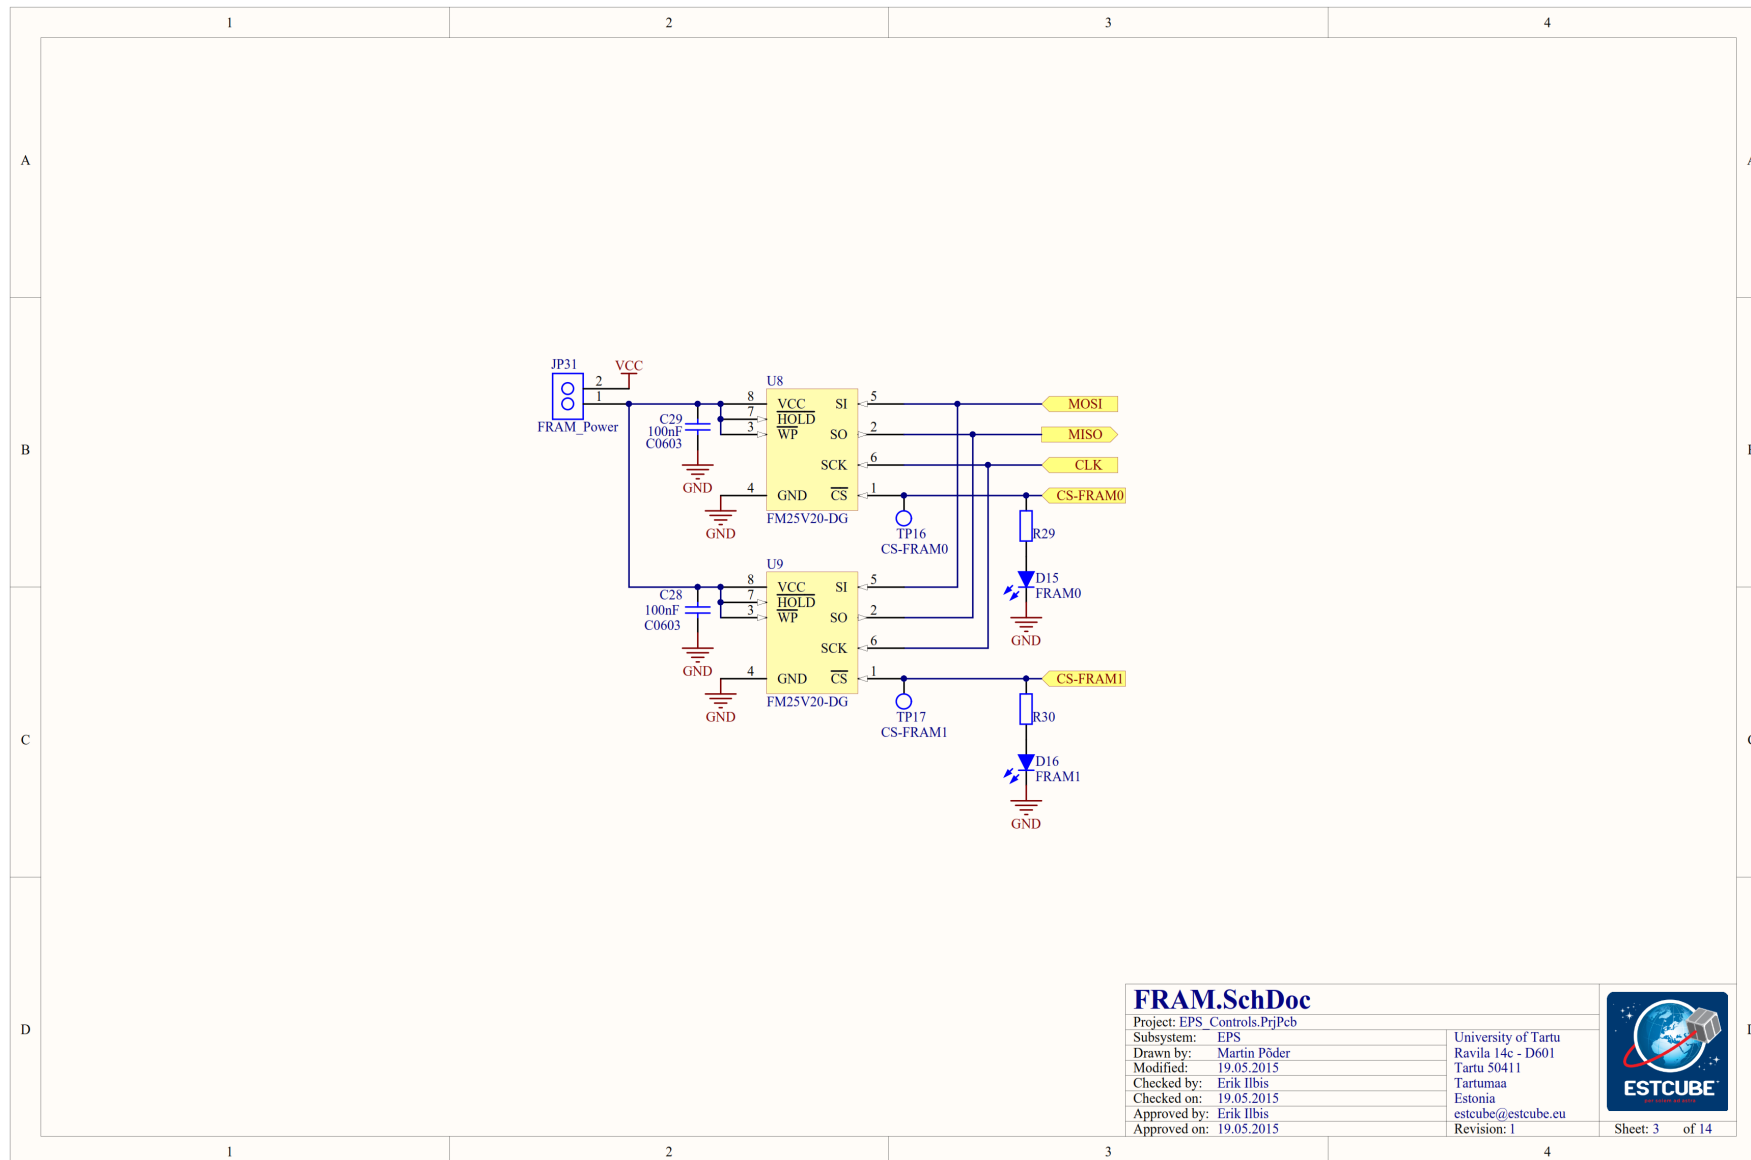 1 2 3 4
A A
JP31
VCC
2
1
FRAM_Power
C29
100nF
C0603
GND
U8
8 VCC SI 5 MOSI
7 HOLD
3 WP SO 2 MISO
SCK 6 CLK
4 GND CS 1 CS-FRAM0
GND
FM25V20-DG
TP16
CS-FRAM0
R29
B
U9
8 VCC SI 5
7 HOLD
3 WP SO 2
SCK 6
4 GND CS 1 CS-FRAM1
GND
FM25V20-DG
C28
100nF
C0603
GND
D15
FRAM0
GND
TP17
CS-FRAM1
R30
C
D16
FRAM1
GND
D
FRAM.SchDoc
Project: EPS_Controls.PrjPcb
Subsystem: EPS University of Tartu
Drawn by: Martin Põder Ravila 14c - D601
Modified: 19.05.2015 Tartu 50411
Checked by: Erik Ilbis Tartumaa
Checked on: 19.05.2015 Estonia
Approved by: Erik Ilbis estcube@estcube.eu
Approved on: 19.05.2015 Revision: 1 Sheet: 3 of 14
ESTCUBE
1 2 3 4